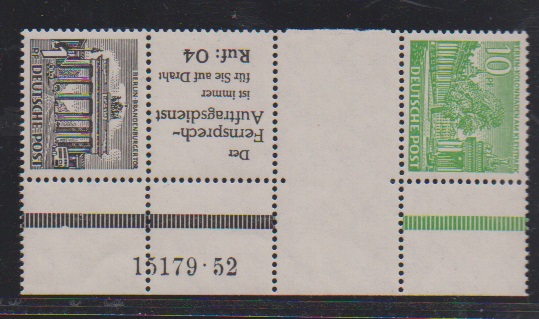 1
BERLIN-BRANDENBURGER TOR
DEUTSCHE POST
Der
Fernsprech-
Auftragsdienst
ist immer
für Sie auf Draht
Ruf: 04
10
DEUTSCHE POST
15179·52